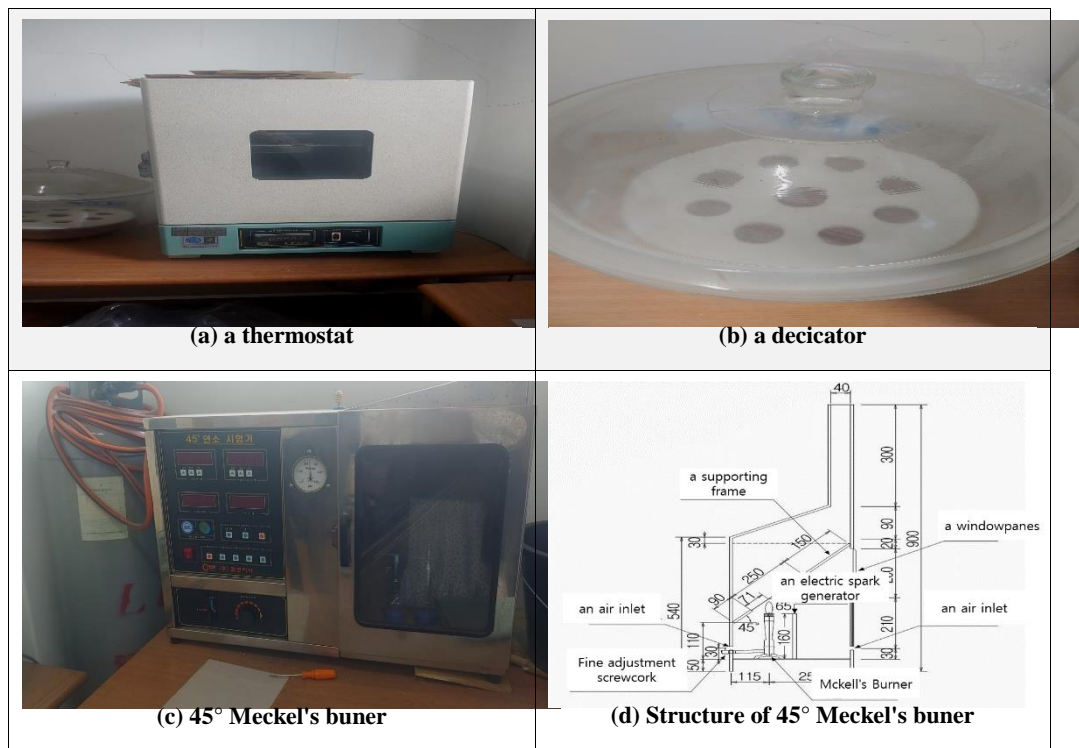 (a) a thermostat
(b) a decicator
45° 연소 시험기
(c) 45° Meckel's buner
40
300
a supporting
frame
90
a windowpanes
30
150
20
900
250
an electric spark
generator
90
71
65
an air inlet
an air inlet
540
45°
160
210
110
30
30
50
Fine adjustment
screwcork
115
Mckell's Burner
(d) Structure of 45° Meckel's buner